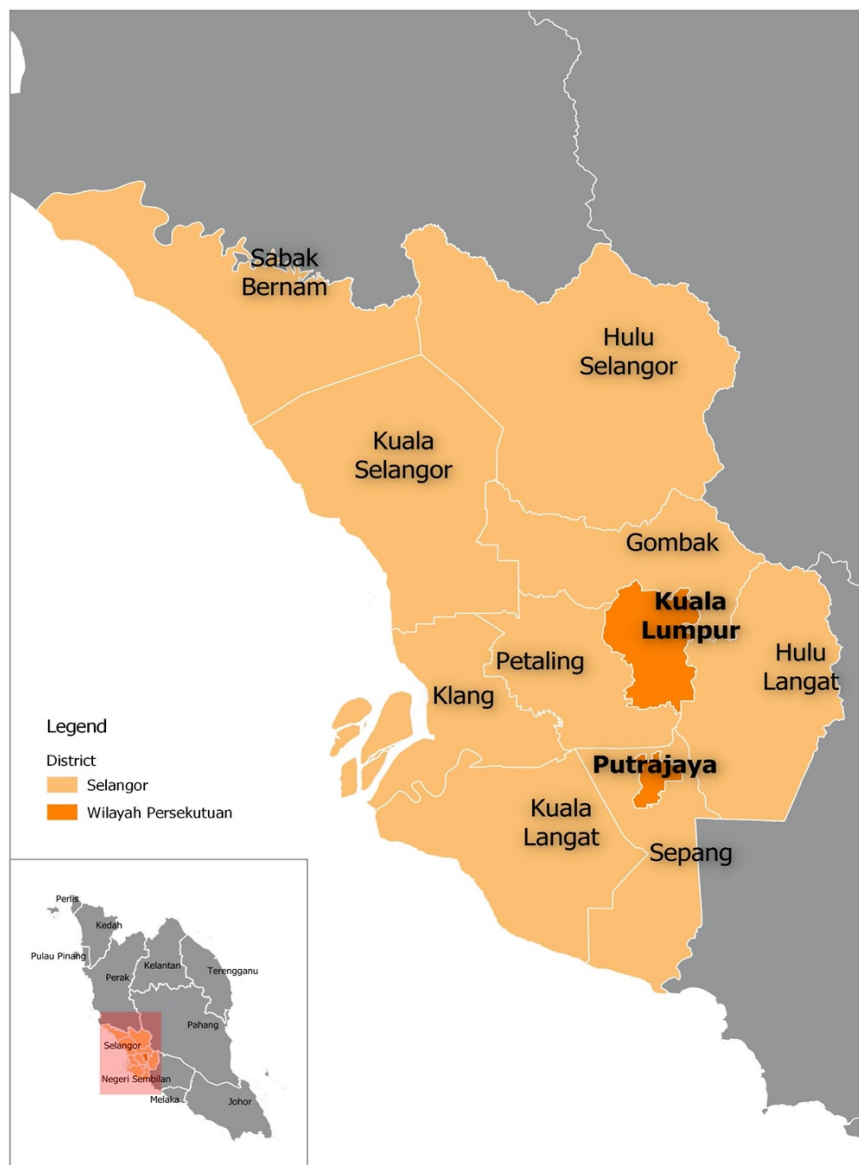 Sabak
Bernam
Hulu
Selangor
Kuala
Selangor
Gombak
Kuala
Lumpur
Hulu
Langat
Petaling
Klang
Putrajaya
Kuala
Langat
Sepang
Legend
District
Selangor
Wilayah Persekutuan
Perlis
Kedah
Pulau Pinang
Kelantan
Terengganu
Perak
Pahang
Selangor
Negeri Sembilan
Melaka
Johor